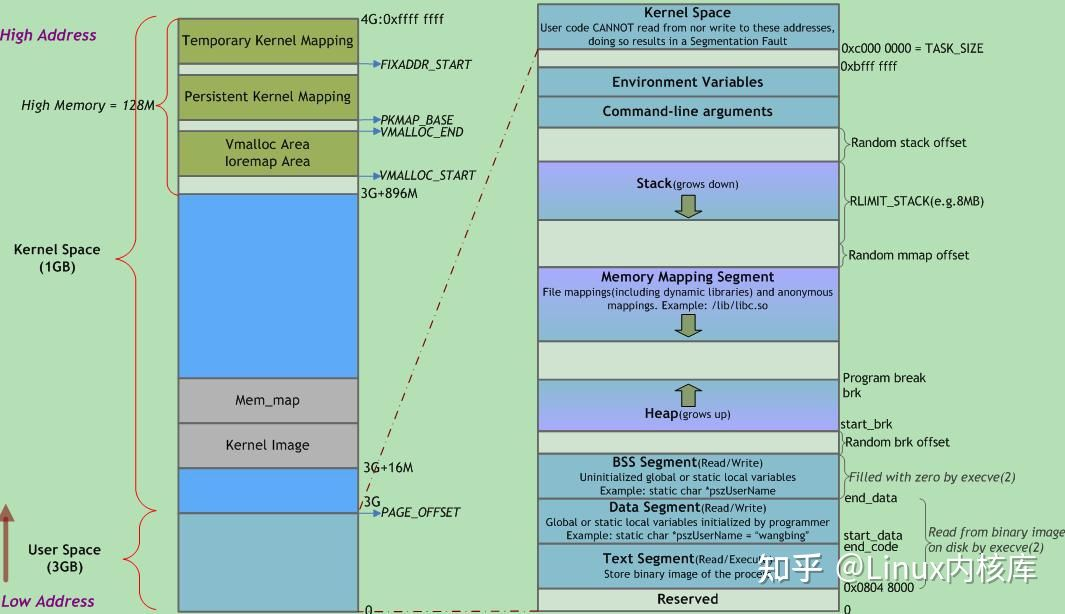 High Address
High Memory = 128M
Kernel Space
(1GB)
User Space
(3GB)
Low Address
4G:0xffff ffff
Temporary Kernel Mapping
FIXADDR_START
Persistent Kernel Mapping
PKMAP_BASE
VMALLOC_END
Vmalloc Area
Ioremap Area
VMALLOC_START
3G+896M
Mem_map
Kernel Image
3G+16M
3G
PAGE_OFFSET
0
Kernel Space
User code CANNOT read from nor write to these addresses,
doing so results in a Segmentation Fault
0xc000 0000 = TASK_SIZE
0xbfff ffff
Environment Variables
Command-line arguments
Random stack offset
Stack(grows down)
RLIMIT_STACK(e.g.8MB)
Random mmap offset
Memory Mapping Segment
File mappings(including dynamic libraries) and anonymous
mappings. Example: /lib/libc.so
Program break
brk
Heap(grows up)
start_brk
Random brk offset
BSS Segment(Read/Write)
Uninitialized global or static local variables
Example: static char *pszUserName
Filled with zero by execve(2)
end_data
Data Segment(Read/Write)
Global or static local variables initialized by programmer
Example: static char *pszUserName = "wangbing"
start_data
end_code
Read from binary image
on disk by execve(2)
Text Segment(Read/Execute)
Store binary image of the process
0x0804 8000
Reserved
0
知乎 @Linux内核库